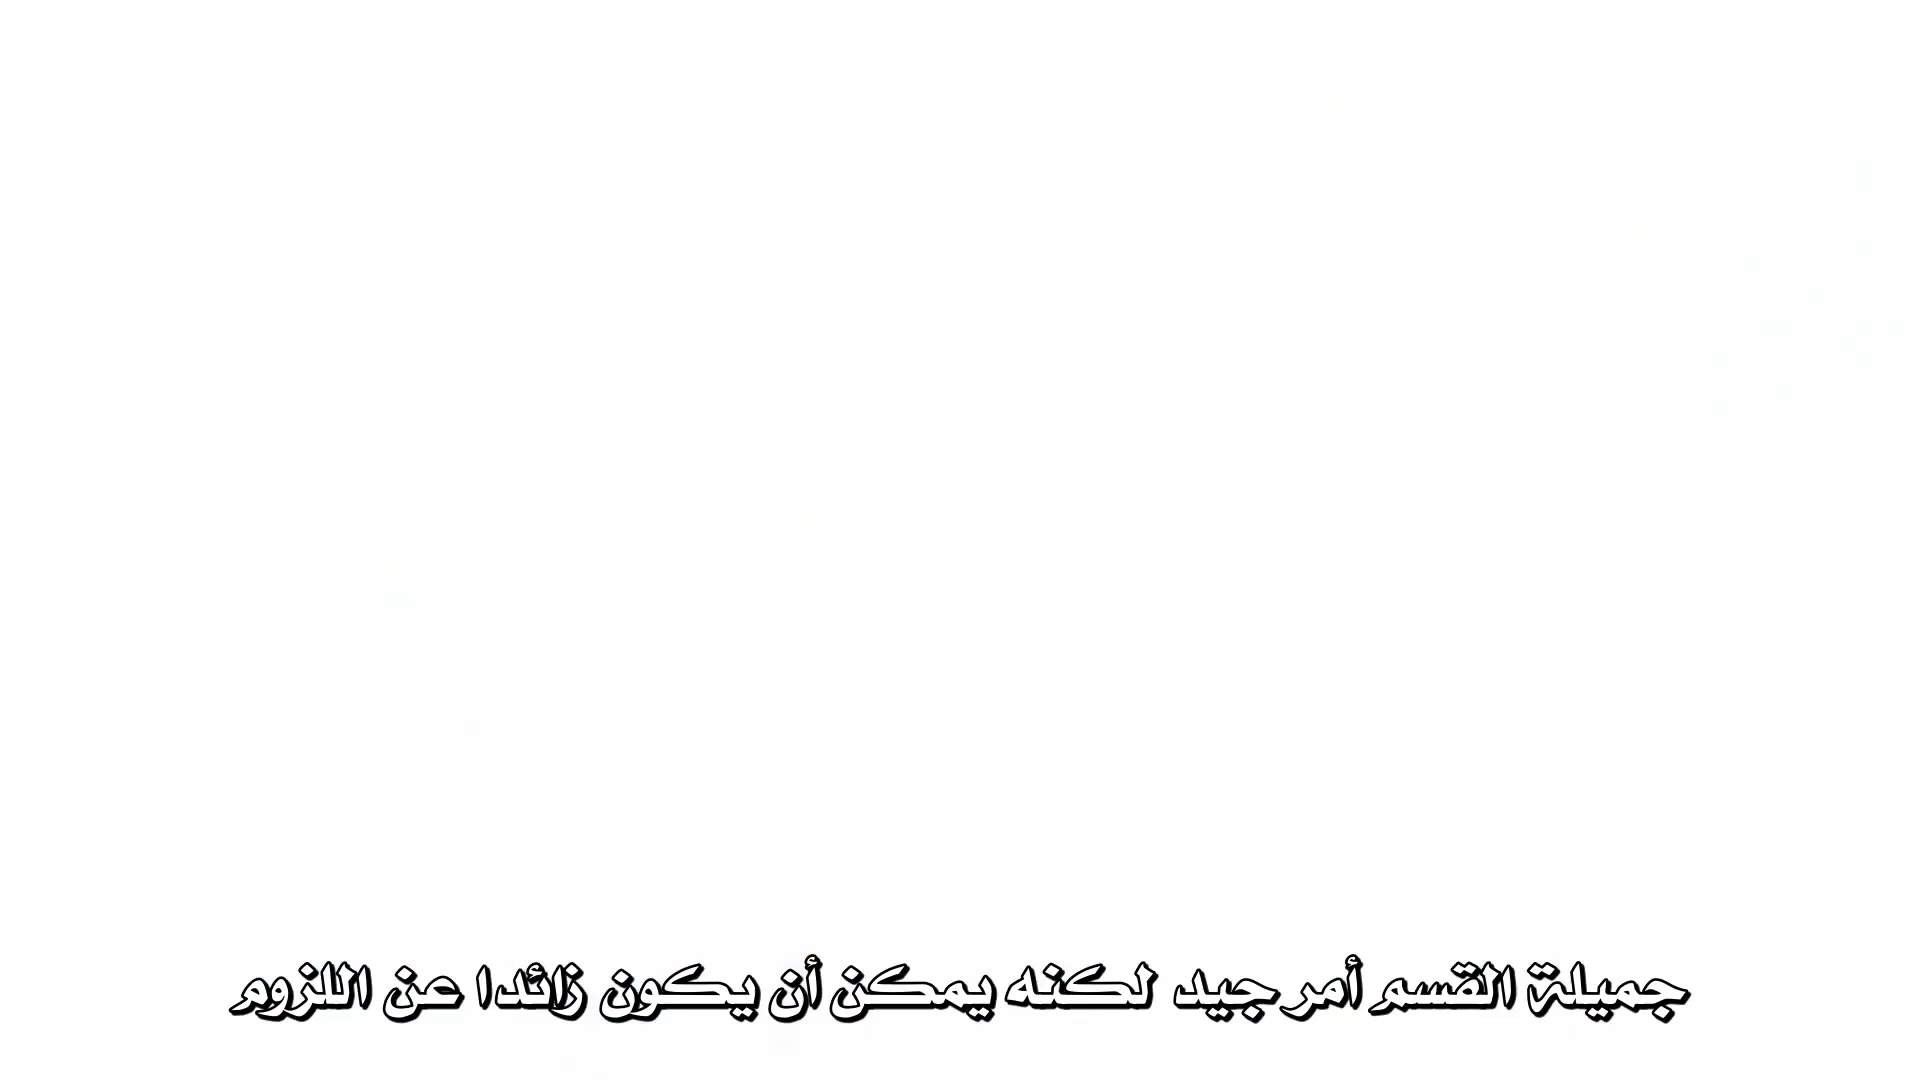 جميلة القسم أمر جيد لكنه يمكن أن يكون زائدا عن اللزوم